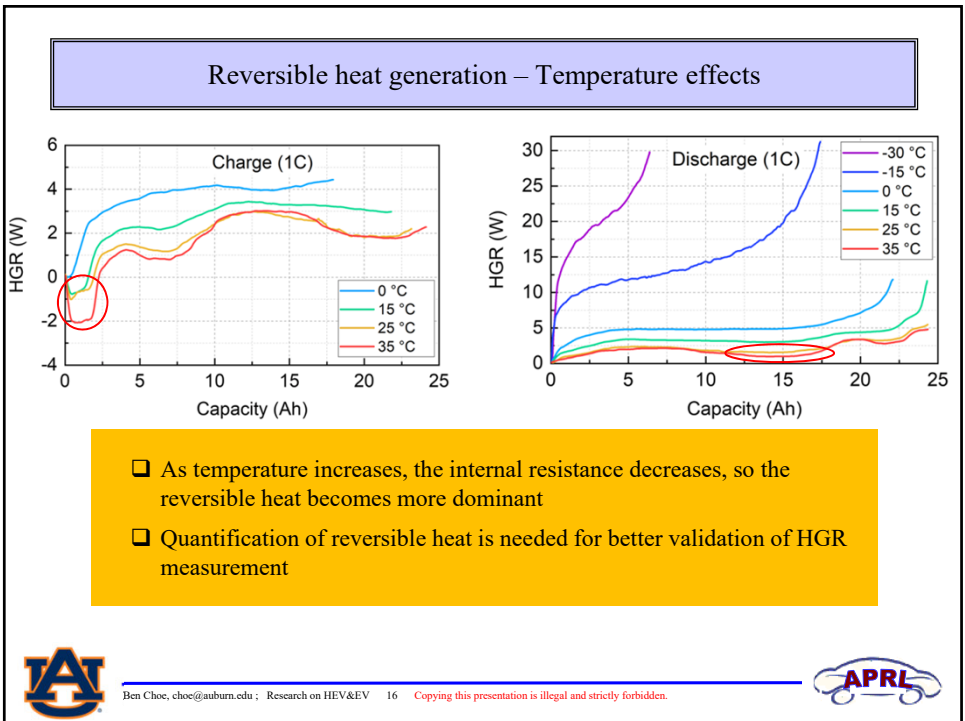 Reversible heat generation – Temperature effects
6
4
2
0
-2
-4
HGR (W)
Charge (1C)
0 °C
15 °C
25 °C
35 °C
0
5
10
15
20
25
Capacity (Ah)
30
25
20
15
10
5
0
HGR (W)
Discharge (1C)
-30 °C
-15 °C
0 °C
15 °C
25 °C
35 °C
0
5
10
15
20
25
Capacity (Ah)
❑ As temperature increases, the internal resistance decreases, so the
reversible heat becomes more dominant
❑ Quantification of reversible heat is needed for better validation of HGR
measurement
AU
Ben Choe, choe@auburn.edu ; Research on HEV&EV 16 Copying this presentation is illegal and strictly forbidden.
APRL